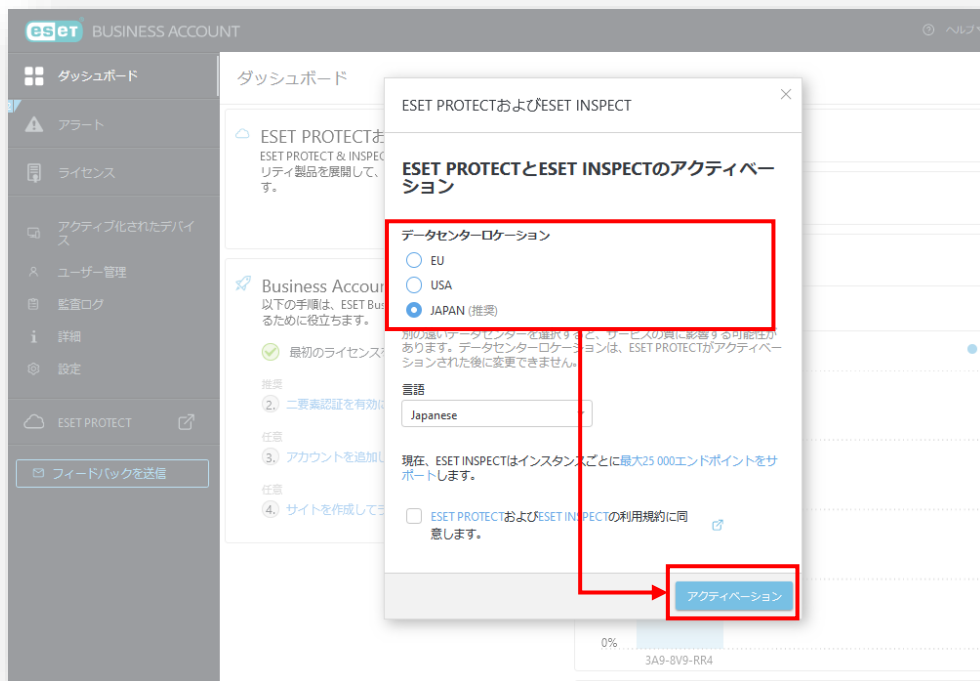 eset BUSINESS ACCOUNT
ヘルプ
ダッシュボード
アラート
ライセンス
アクティブ化されたデバイ
ス
ユーザー管理
監査ログ
詳細
設定
ESET PROTECT
フィードバックを送信
ダッシュボード
ESET PROTECTお
ESET PROTECT & INSPEC
リティ製品を展開して、
す。
Business Accoun
以下の手順は、ESET Bus
るために役立ちます。
最初のライセンスを
推奨
2. 二要素認証を有効に
任意
3. アカウントを追加し
任意
4. サイトを作成してデ
ESET PROTECTおよびESET INSPECT
ESET PROTECTとESET INSPECTのアクティベー
ション
データセンターロケーション
EU
USA
JAPAN (推奨)
別の遠いデータセンターを選択すると、サービスの質に影響する可能性が
あります。データセンターロケーションは、ESET PROTECTがアクティベー
ションされた後に変更できません。
言語
Japanese
現在、ESET INSPECTはインスタンスごとに最大25 000エンドポイントをサ
ポートします。
ESET PROTECTおよびESET INSPECTの利用規約に同
意します。
アクティベーション
0%
3A9-8V9-RR4